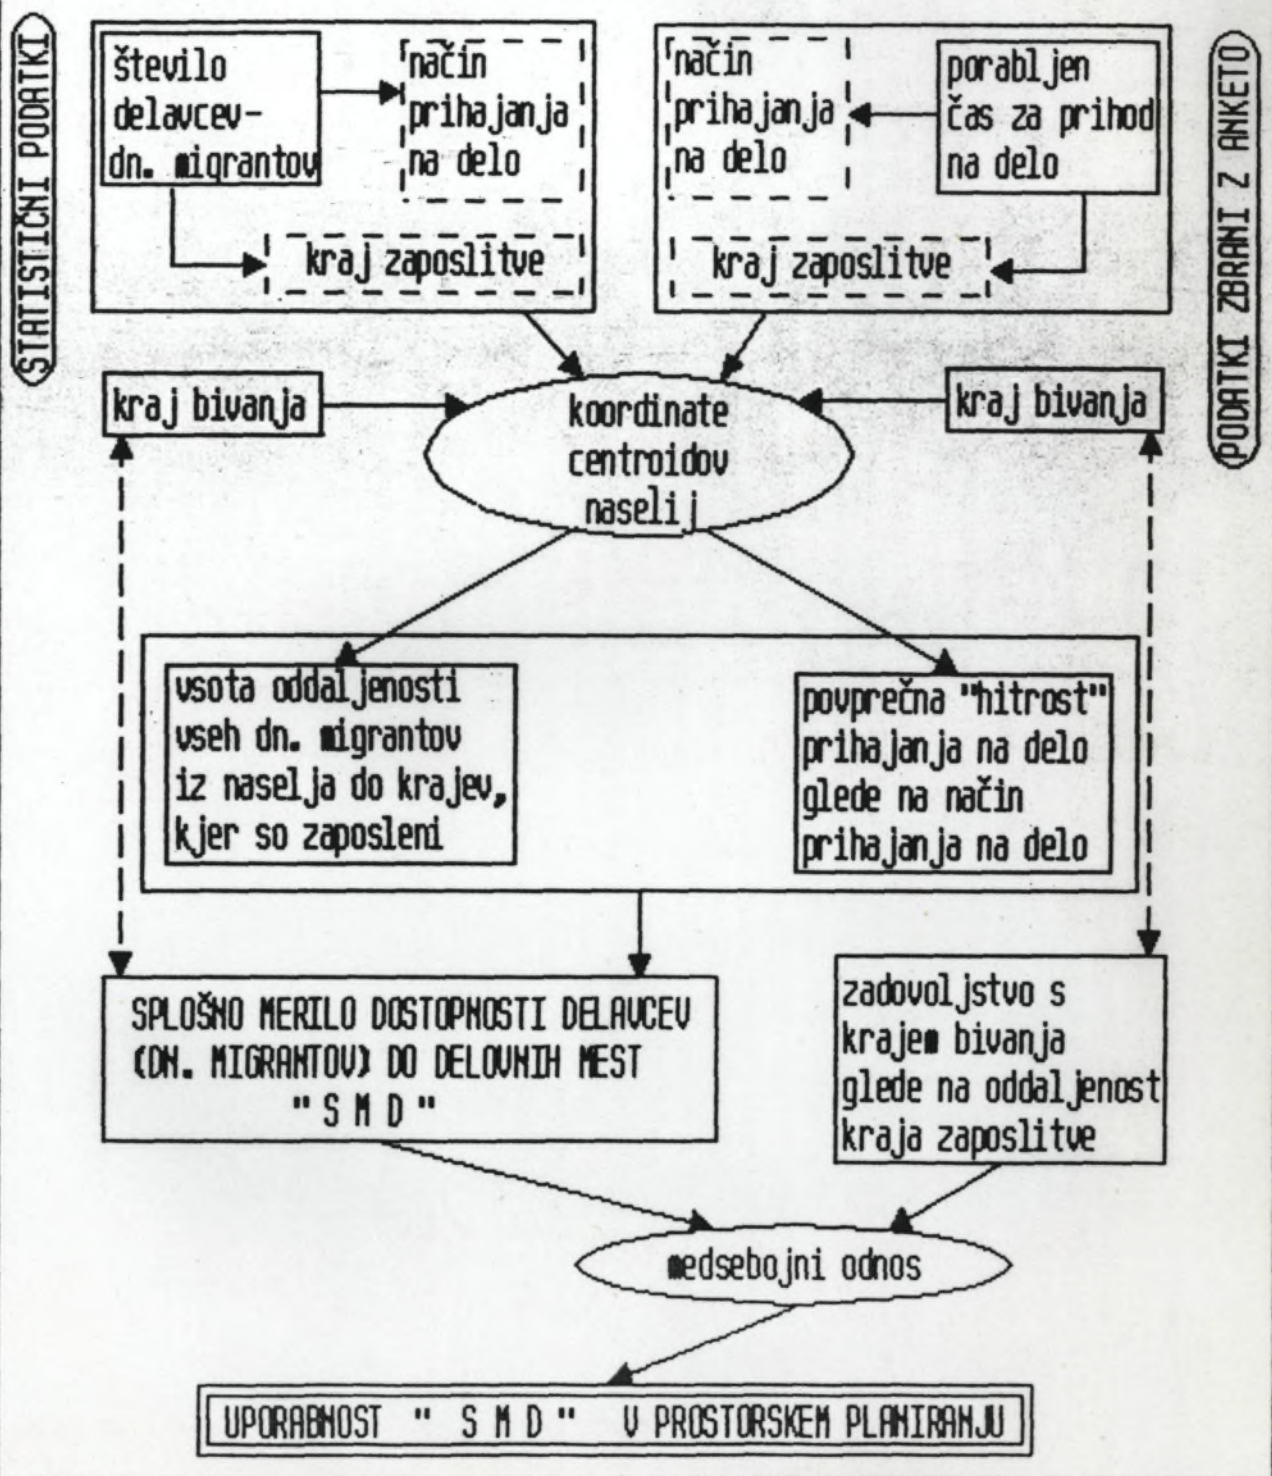 STATISTIČNI PODATKI
število
delavcev-
dn. migrantov
način
prihajanja
na delo
kraj zaposlitve
način
prihajanja
na delo
porabljen
čas za prihod
na delo
kraj zaposlitve
PODATKI ZBRANI Z ANKETO
kraj bivanja
koordinate
centroidov
naselij
kraj bivanja
vsota oddaljenosti
vseh dn. migrantov
iz naselja do krajev,
kjer so zaposleni
povprečna "hitrost"
prihajanja na delo
glede na način
prihajanja na delo
SPLOŠNO MERILO DOSTOPNOSTI DELAVCEV
(DN. MIGRANTOV) DO DELOVNIH MEST
" S M D "
zadovoljstvo s
krajem bivanja
glede na oddaljenost
kraja zaposlitve
medsebojni odnos
UPORABNOST " S M D " V PROSTORSKEM PLANIRANJU